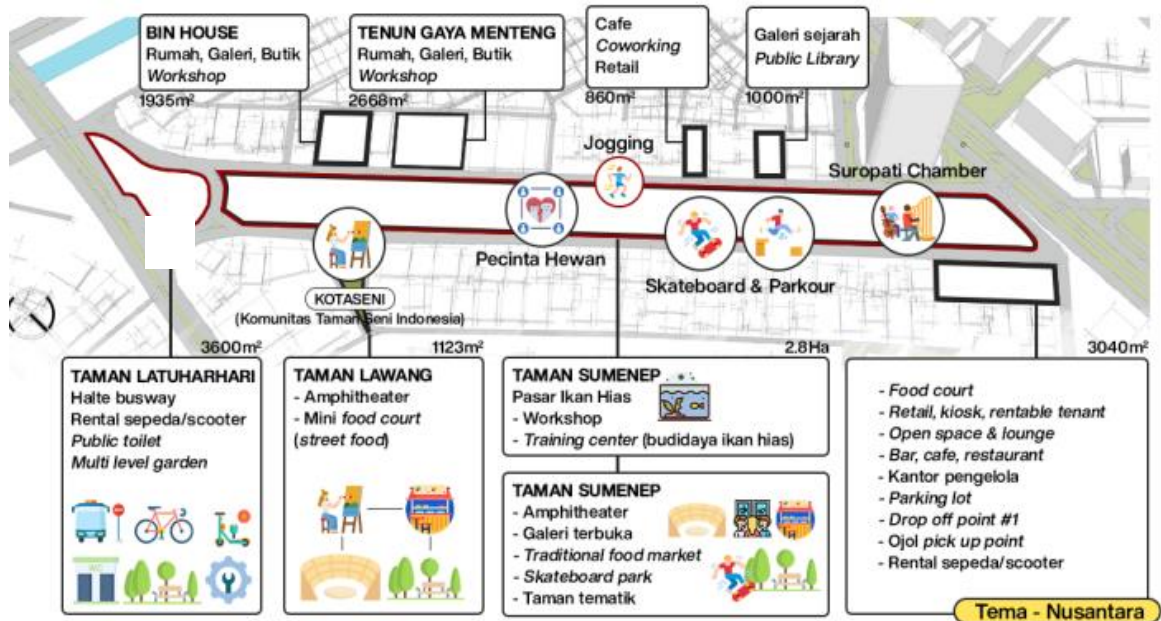 BIN HOUSE
Rumah, Galeri, Butik
Workshop
1935m²
TENUN GAYA MENTENG
Rumah, Galeri, Butik
Workshop
2668m²
Cafe
Coworking
Retail
860m²
Galeri sejarah
Public Library
1000m²
Jogging
Suropati Chamber
Pecinta Hewan
Skateboard & Parkour
KOTASENI
(Komunitas Taman Seni Indonesia)
3600m²
TAMAN LATUHARHARI
Halte busway
Rental sepeda/scooter
Public toilet
Multi level garden
WC
1123m²
TAMAN LAWANG
- Amphitheater
- Mini food court
(street food)
2.8Ha
TAMAN SUMENEP
Pasar Ikan Hias
- Workshop
- Training center (budidaya ikan hias)
TAMAN SUMENEP
- Amphitheater
- Galeri terbuka
- Traditional food market
- Skateboard park
- Taman tematik
3040m²
- Food court
- Retail, kiosk, rentable tenant
- Open space & lounge
- Bar, cafe, restaurant
- Kantor pengelola
- Parking lot
- Drop off point #1
- Ojol pick up point
- Rental sepeda/scooter
Tema - Nusantara